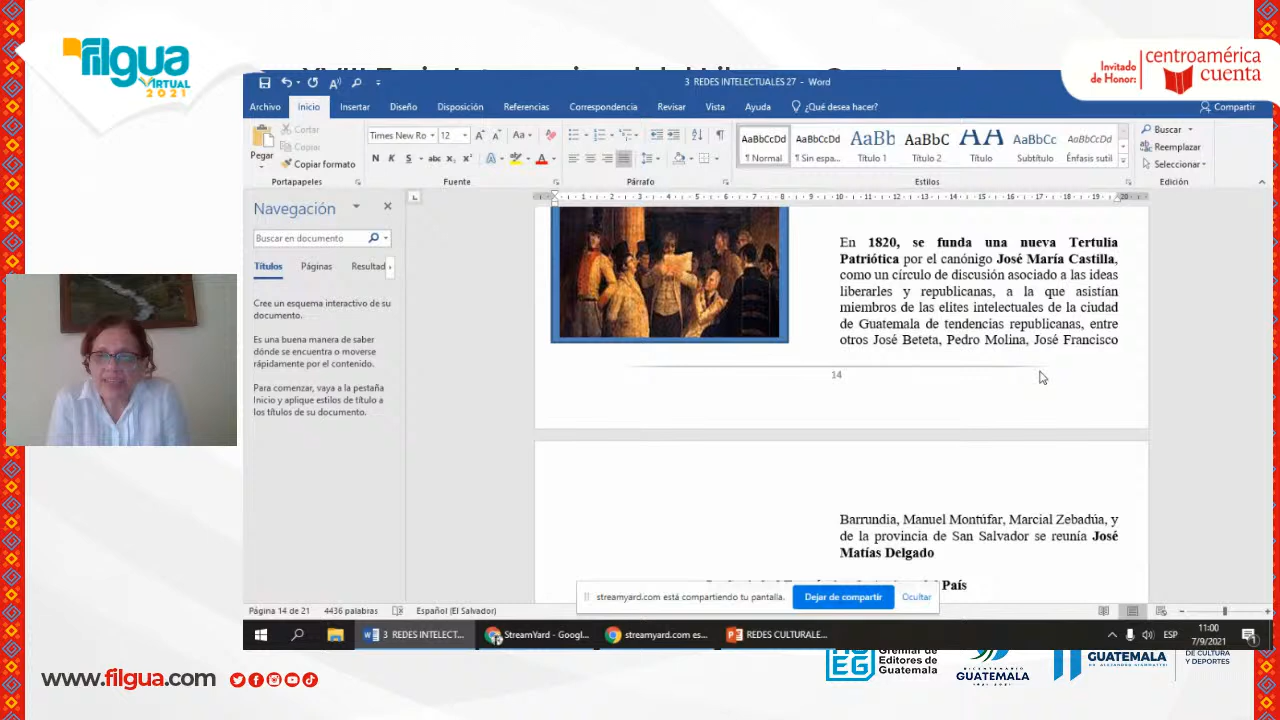 filgua
VIRTUAL
2021
Invitado
de Honor:
centroamérica
cuenta
3 REDES INTELECTUALES 27 - Word
Archivo Inicio Insertar Diseño Disposición Referencias Correspondencia Revisar Vista Ayuda ¿Qué desea hacer? Compartir
Pegar
Cortar
Copiar
Copiar formato
Times New Ro 12
N K S abc x₂ x²
AaBbCcDd AaBbCcDd AaBb AaBbC AA AaBbCc AaBbCcDd
¶ Normal ¶ Sin espa... Título 1 Título 2 Título Subtítulo Énfasis sutil
Buscar
Reemplazar
Seleccionar
Portapapeles Fuente Párrafo Estilos Edición
Navegación
Buscar en documento
Títulos Páginas Resultad
Cree un esquema interactivo de su
documento.
Es una buena manera de saber
dónde se encuentra o moverse
rápidamente por el contenido.
Para comenzar, vaya a la pestaña
Inicio y aplique estilos de título a
los títulos de su documento.
En 1820, se funda una nueva Tertulia
Patriótica por el canónigo José María Castilla,
como un círculo de discusión asociado a las ideas
liberarles y republicanas, a la que asistían
miembros de las elites intelectuales de la ciudad
de Guatemala de tendencias republicanas, entre
otros José Beteta, Pedro Molina, José Francisco
14
Barrundia, Manuel Montúfar, Marcial Zebadúa, y
de la provincia de San Salvador se reunía José
Matías Delgado
País
streamyard.com está compartiendo tu pantalla. Dejar de compartir Ocultar
Página 14 de 21 4436 palabras Español (El Salvador)
3 REDES INTELECT... StreamYard - Googl... streamyard.com es... REDES CULTURALE...
ESP
11:00
7/9/2021
www.filgua.com
Gremial de
Editores de
Guatemala
BICENTENARIO
GUATEMALA
GUATEMALA
DE CULTURA
Y DEPORTES